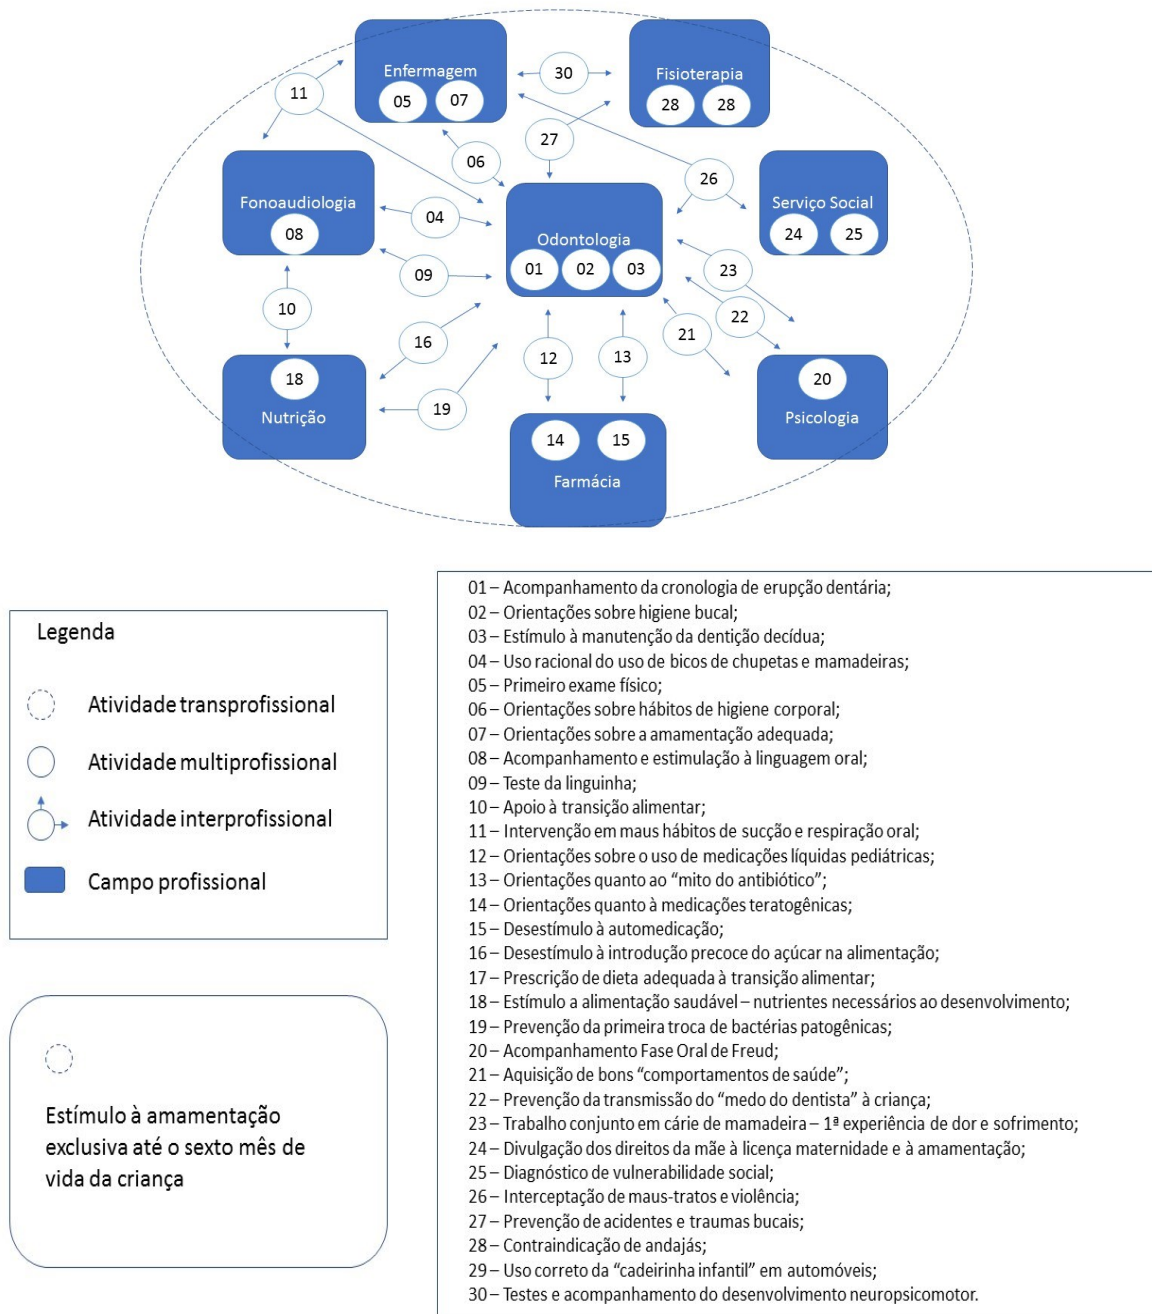 Enfermagem
05 07
30
Fisioterapia
28 28
11
27
06
26
Fonoaudiologia
08
04
Odontologia
01 02 03
Serviço Social
24 25
09
23
10
16
12
13
21
22
18
Nutrição
19
14 15
Farmácia
20
Psicologia
Legenda
Atividade transprofissional
Atividade multiprofissional
Atividade interprofissional
Campo profissional
Estímulo à amamentação
exclusiva até o sexto mês de
vida da criança
01 – Acompanhamento da cronologia de erupção dentária;
02 – Orientações sobre higiene bucal;
03 – Estímulo à manutenção da dentição decídua;
04 – Uso racional do uso de bicos de chupetas e mamadeiras;
05 – Primeiro exame físico;
06 – Orientações sobre hábitos de higiene corporal;
07 – Orientações sobre a amamentação adequada;
08 – Acompanhamento e estimulação à linguagem oral;
09 – Teste da linguinha;
10 – Apoio à transição alimentar;
11 – Intervenção em maus hábitos de sucção e respiração oral;
12 – Orientações sobre o uso de medicações líquidas pediátricas;
13 – Orientações quanto ao “mito do antibiótico”;
14 – Orientações quanto à medicações teratogênicas;
15 – Desestímulo à automedicação;
16 – Desestímulo à introdução precoce do açúcar na alimentação;
17 – Prescrição de dieta adequada à transição alimentar;
18 – Estímulo a alimentação saudável – nutrientes necessários ao desenvolvimento;
19 – Prevenção da primeira troca de bactérias patogênicas;
20 – Acompanhamento Fase Oral de Freud;
21 – Aquisição de bons “comportamentos de saúde”;
22 – Prevenção da transmissão do “medo do dentista” à criança;
23 – Trabalho conjunto em cárie de mamadeira – 1ª experiência de dor e sofrimento;
24 – Divulgação dos direitos da mãe à licença maternidade e à amamentação;
25 – Diagnóstico de vulnerabilidade social;
26 – Interceptação de maus-tratos e violência;
27 – Prevenção de acidentes e traumas bucais;
28 – Contraindicação de andajás;
29 – Uso correto da “cadeirinha infantil” em automóveis;
30 – Testes e acompanhamento do desenvolvimento neuropsicomotor.